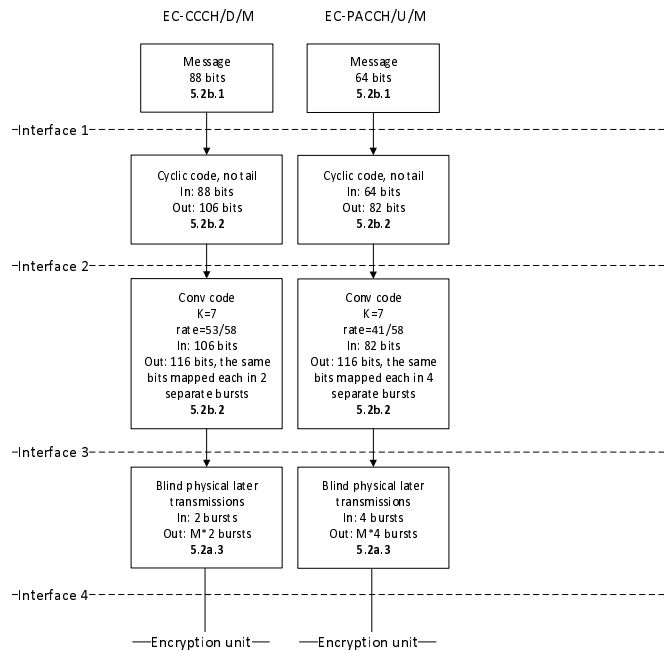 EC-CCCH/D/M
EC-PACCH/U/M
Message
88 bits
5.2b.1
Message
64 bits
5.2b.1
Interface 1
Cyclic code, no tail
In: 88 bits
Out: 106 bits
5.2b.2
Cyclic code, no tail
In: 64 bits
Out: 82 bits
5.2b.2
Interface 2
Conv code
K=7
rate=53/58
In: 106 bits
Out: 116 bits, the same
bits mapped each in 2
separate bursts
5.2b.2
Conv code
K=7
rate=41/58
In: 82 bits
Out: 116 bits, the same
bits mapped each in 4
separate bursts
5.2b.2
Interface 3
Blind physical later
transmissions
In: 2 bursts
Out: M*2 bursts
5.2a.3
Blind physical later
transmissions
In: 4 bursts
Out: M*4 bursts
5.2a.3
Interface 4
Encryption unit
Encryption unit